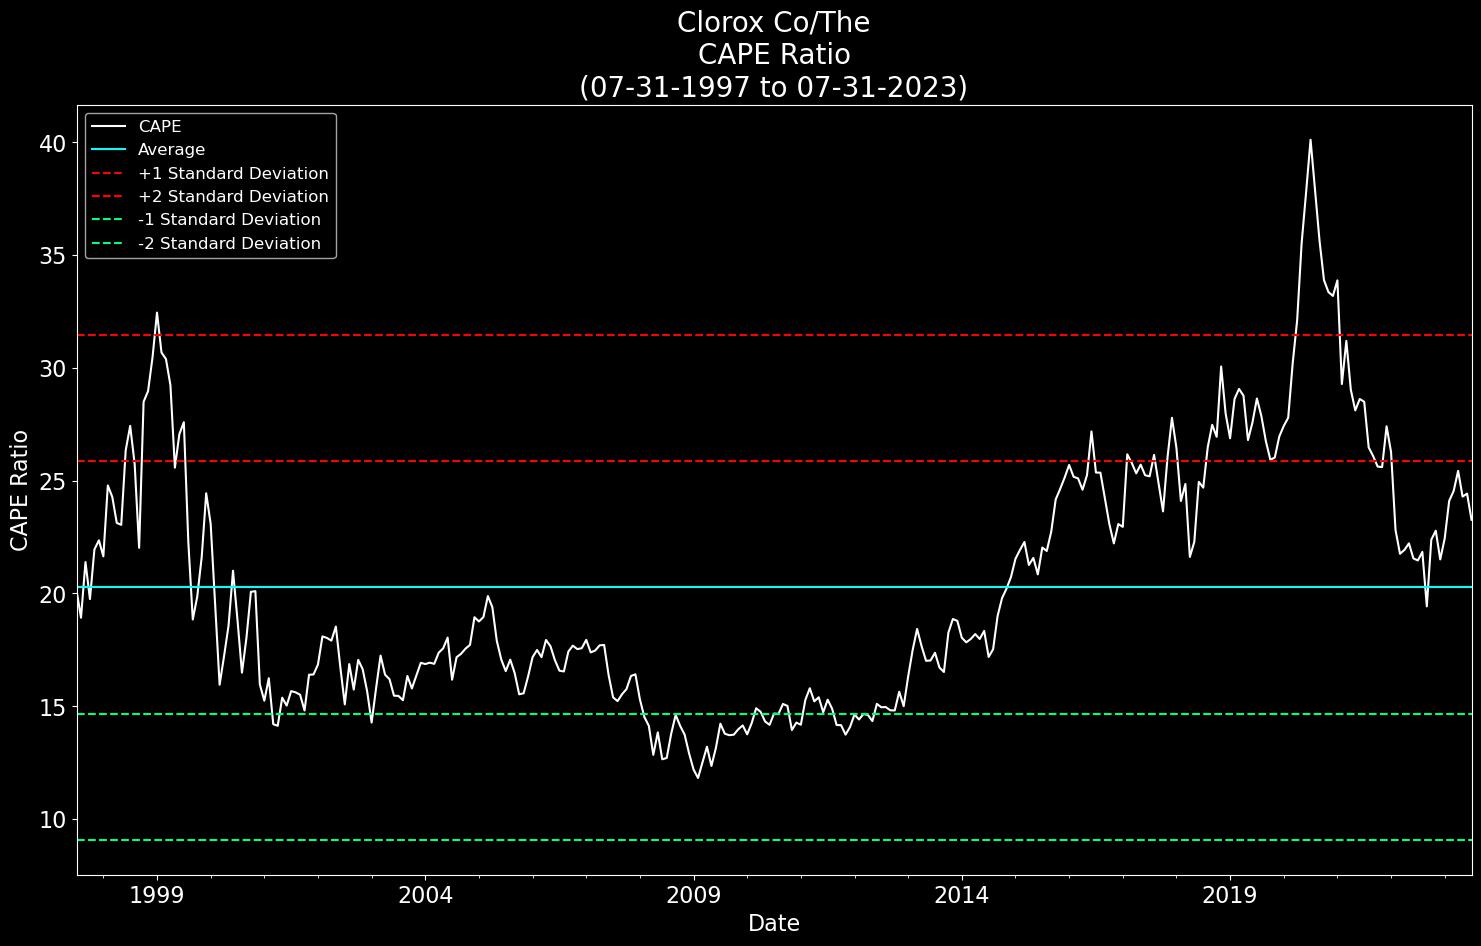 Clorox Co/The
CAPE Ratio
(07-31-1997 to 07-31-2023)
CAPE
Average
+1 Standard Deviation
+2 Standard Deviation
-1 Standard Deviation
-2 Standard Deviation
40
35
30
25
20
15
10
CAPE Ratio
1999
2004
2009
2014
2019
Date